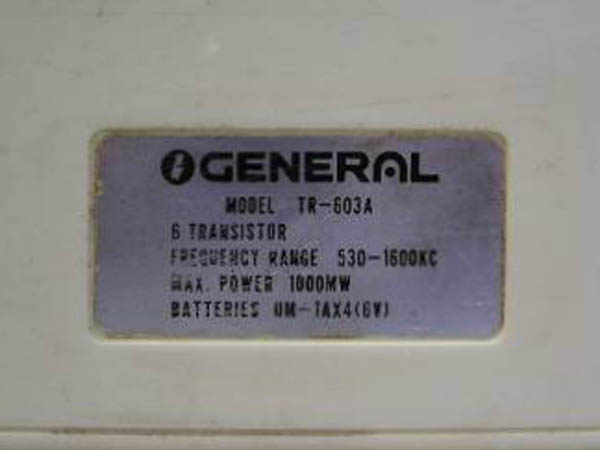 GENERAL
MODEL TR-603A
6 TRANSISTOR
FREQUENCY RANGE 530-1600KC
MAX. POWER 1000MW
BATTERIES UM-1AX4(6V)